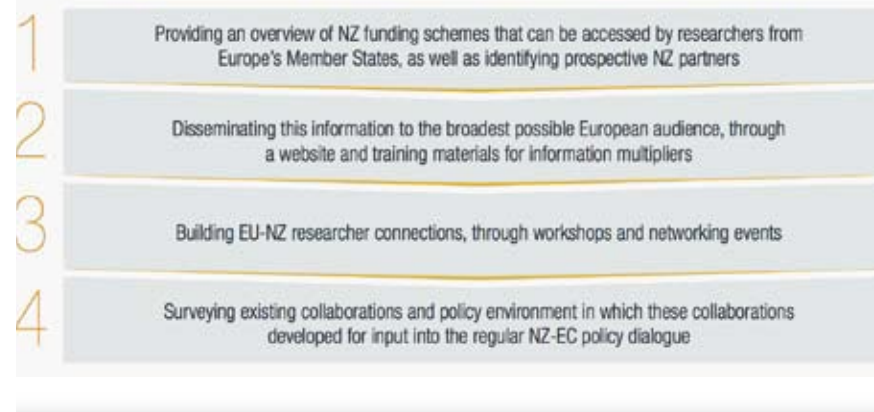 1
Providing an overview of NZ funding schemes that can be accessed by researchers from
Europe's Member States, as well as identifying prospective NZ partners
2
Disseminating this information to the broadest possible European audience, through
a website and training materials for information multipliers
3
Building EU-NZ researcher connections, through workshops and networking events
4
Surveying existing collaborations and policy environment in which these collaborations
developed for input into the regular NZ-EC policy dialogue